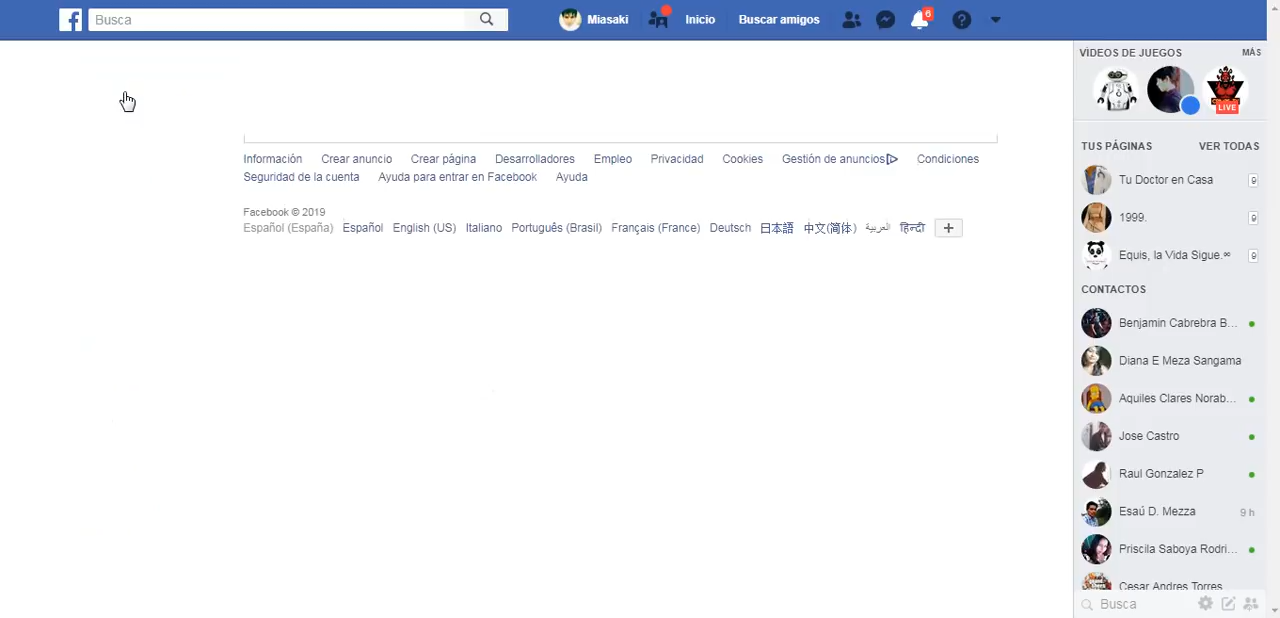 Busca
Miasaki
Inicio
Buscar amigos
6
VÍDEOS DE JUEGOS MÁS
LIVE
Información Crear anuncio Crear página Desarrolladores Empleo Privacidad Cookies Gestión de anuncios Condiciones
Seguridad de la cuenta Ayuda para entrar en Facebook Ayuda
Facebook © 2019
Español (España) Español English (US) Italiano Português (Brasil) Français (France) Deutsch 日本語 中文(简体) العربية हिन्दी +
TUS PÁGINAS VER TODAS
Tu Doctor en Casa 9
1999. 9
Equis, la Vida Sigue.∞ 9
CONTACTOS
Benjamin Cabrebra B...
Diana E Meza Sangama
Aquiles Clares Norab...
Jose Castro
Raul Gonzalez P
Esaú D. Mezza 9 h
Priscila Saboya Rodri...
Cesar Andres Torres
Busca